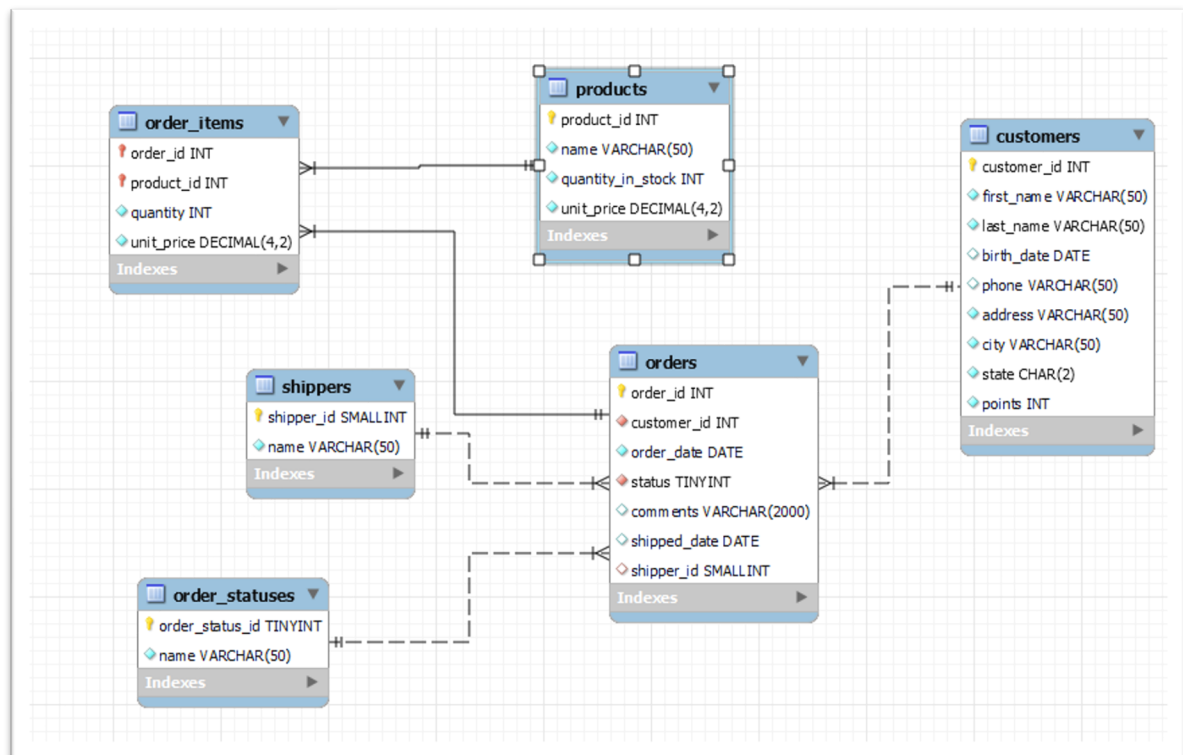 order_items
order_id INT
product_id INT
quantity INT
unit_price DECIMAL(4,2)
Indexes
products
product_id INT
name VARCHAR(50)
quantity_in_stock INT
unit_price DECIMAL(4,2)
Indexes
customers
customer_id INT
first_name VARCHAR(50)
last_name VARCHAR(50)
birth_date DATE
phone VARCHAR(50)
address VARCHAR(50)
city VARCHAR(50)
state CHAR(2)
points INT
Indexes
shippers
shipper_id SMALLINT
name VARCHAR(50)
Indexes
orders
order_id INT
customer_id INT
order_date DATE
status TINYINT
comments VARCHAR(2000)
shipped_date DATE
shipper_id SMALLINT
Indexes
order_statuses
order_status_id TINYINT
name VARCHAR(50)
Indexes